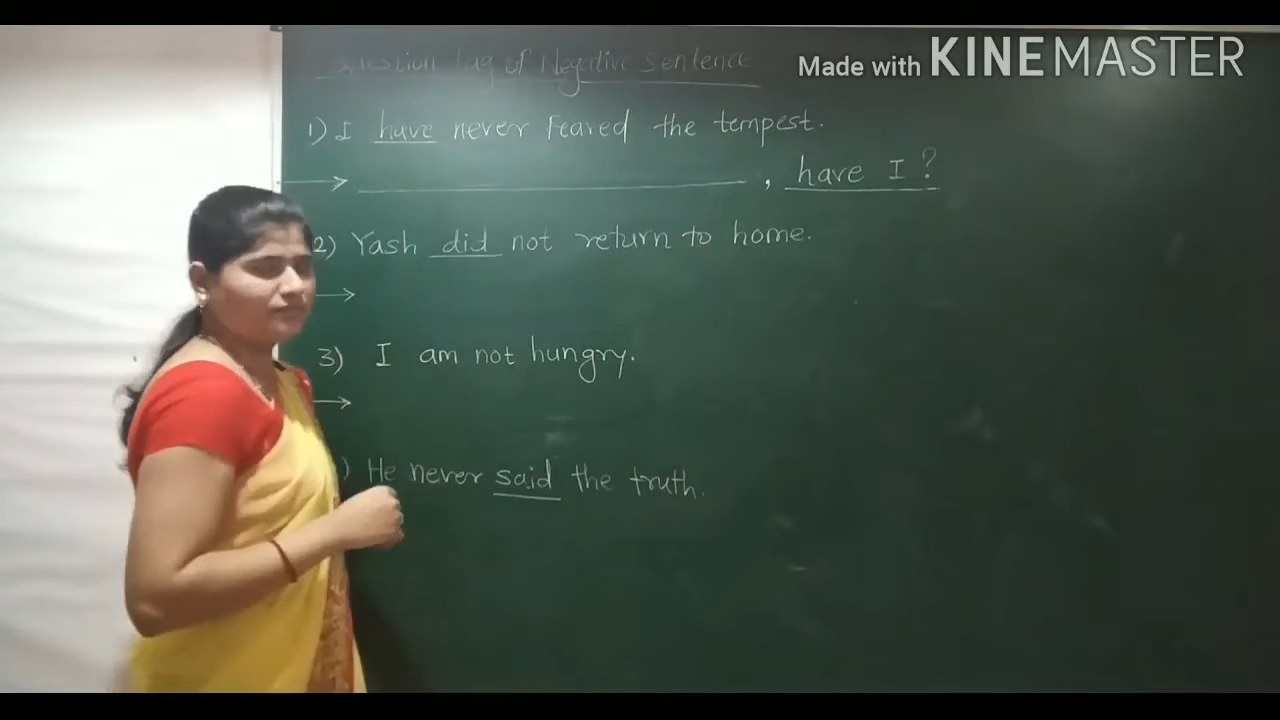 Question tag of Negative sentence
Made with KINEMASTER
1) I have never Feared the tempest.
→ , have I ?
2) Yash did not return to home.
→
3) I am not hungry.
→
) He never said the truth.